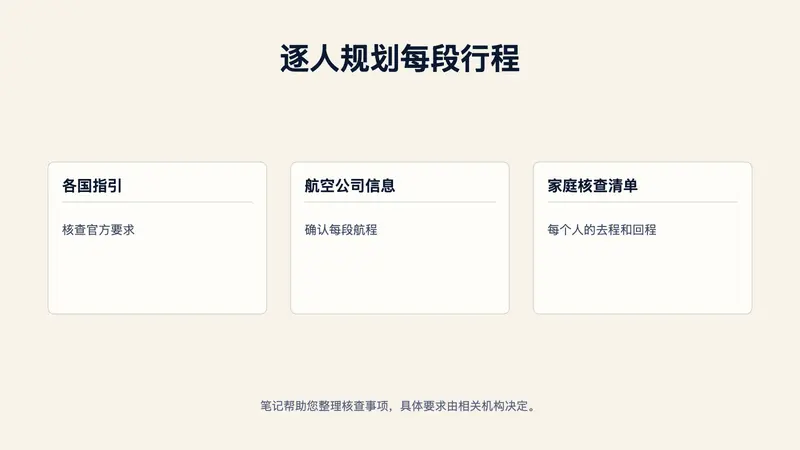 逐人规划每段行程
各国指引
核查官方要求
航空公司信息
确认每段航程
家庭核查清单
每个人的去程和回程
笔记帮助您整理核查事项，具体要求由相关机构决定。